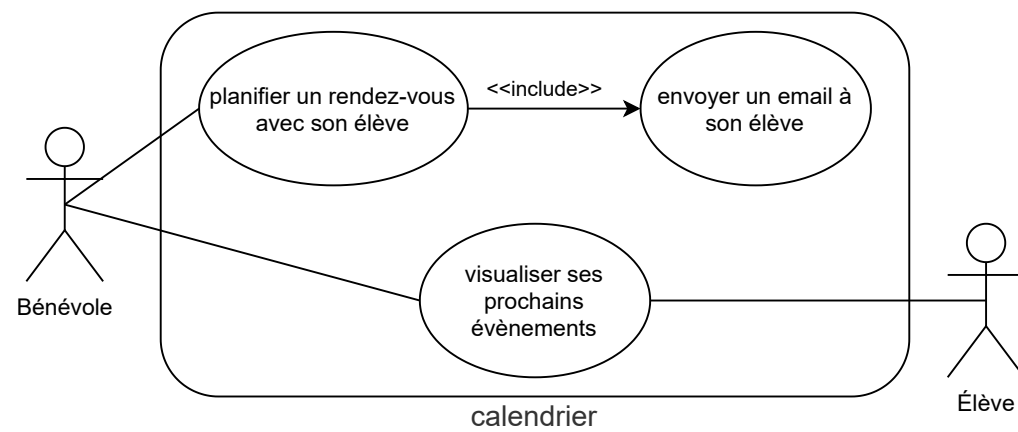 planifier un rendez-vous
avec son élève
<<include>>
envoyer un email à
son élève
Bénévole
visualiser ses
prochains
évènements
Élève
calendrier